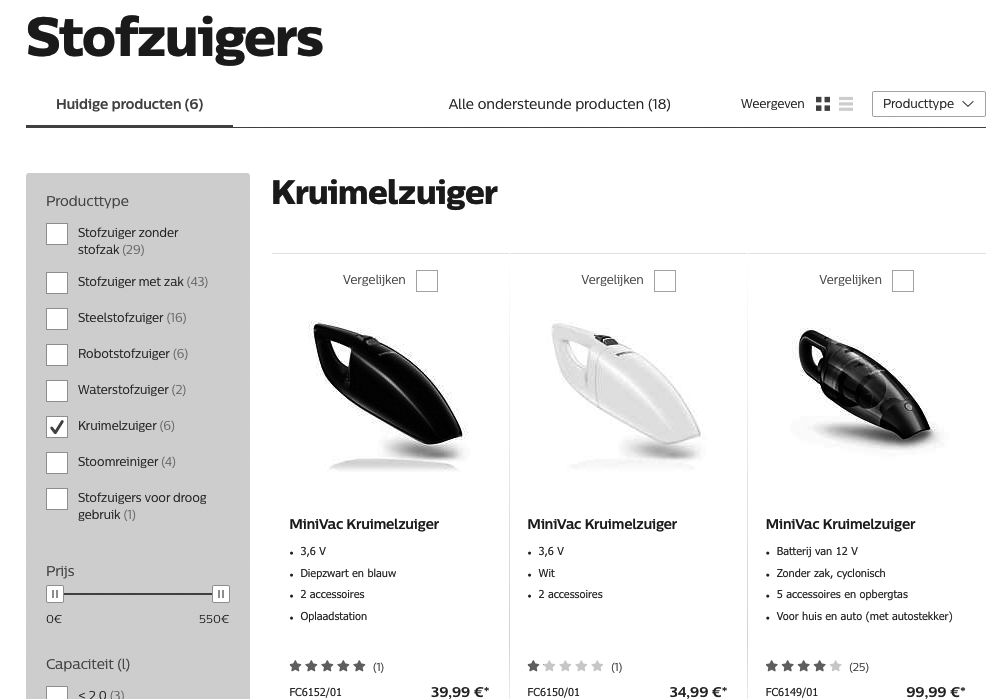 Stofzuigers
Huidige producten (6)
Alle ondersteunde producten (18)
Weergeven
Producttype
Producttype
Stofzuiger zonder
stofzak (29)
Stofzuiger met zak (43)
Steelstofzuiger (16)
Robotstofzuiger (6)
Waterstofzuiger (2)
Kruimelzuiger (6)
Stoomreiniger (4)
Stofzuigers voor droog
gebruik (1)
Prijs
0€ 550€
Capaciteit (l)
≤ 2,0 (3)
Kruimelzuiger
Vergelijken
MiniVac Kruimelzuiger
• 3,6 V
• Diepzwart en blauw
• 2 accessoires
• Oplaadstation
(1)
FC6152/01 39,99 €*
Vergelijken
MiniVac Kruimelzuiger
• 3,6 V
• Wit
• 2 accessoires
(1)
FC6150/01 34,99 €*
Vergelijken
MiniVac Kruimelzuiger
• Batterij van 12 V
• Zonder zak, cyclonisch
• 5 accessoires en opbergtas
• Voor huis en auto (met autostekker)
(25)
FC6149/01 99,99 €*